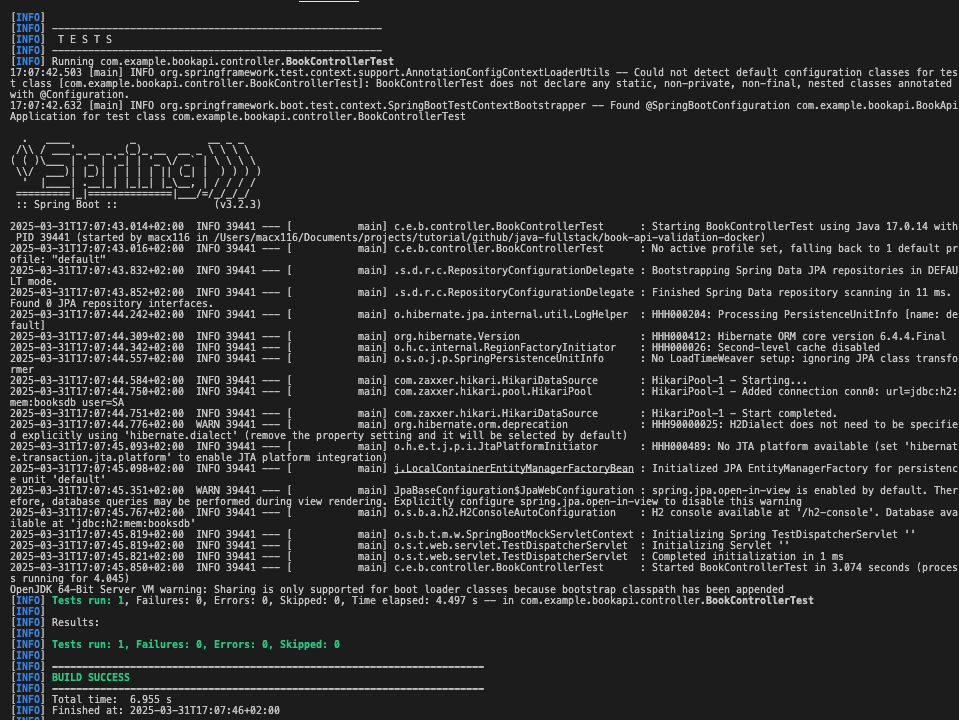 [INFO]
[INFO] -------------------------------------------------------
[INFO]  T E S T S
[INFO] -------------------------------------------------------
[INFO] Running com.example.bookapi.controller.BookControllerTest
17:07:42.503 [main] INFO org.springframework.test.context.support.AnnotationConfigContextLoaderUtils -- Could not detect default configuration classes for tes
t class [com.example.bookapi.controller.BookControllerTest]: BookControllerTest does not declare any static, non-private, non-final, nested classes annotated
with @Configuration.
17:07:42.632 [main] INFO org.springframework.boot.test.context.SpringBootTestContextBootstrapper -- Found @SpringBootConfiguration com.example.bookapi.BookApi
Application for test class com.example.bookapi.controller.BookControllerTest
  .   ____          _            __ _ _
 /\\ / ___'_ __ _ _(_)_ __  __ _ \ \ \ \
( ( )\___ | '_ | '_| | '_ \/ _` | \ \ \ \
 \\/  ___)| |_)| | | | | || (_| |  ) ) ) )
  '  |____| .__|_| |_|_| |_\__, | / / / /
 =========|_|==============|___/=/_/_/_/
 :: Spring Boot ::                (v3.2.3)
2025-03-31T17:07:43.014+02:00  INFO 39441 --- [           main] c.e.b.controller.BookControllerTest      : Starting BookControllerTest using Java 17.0.14 with
 PID 39441 (started by macx116 in /Users/macx116/Documents/projects/tutorial/github/java-fullstack/book-api-validation-docker)
2025-03-31T17:07:43.016+02:00  INFO 39441 --- [           main] c.e.b.controller.BookControllerTest      : No active profile set, falling back to 1 default pr
ofile: "default"
2025-03-31T17:07:43.832+02:00  INFO 39441 --- [           main] .s.d.r.c.RepositoryConfigurationDelegate : Bootstrapping Spring Data JPA repositories in DEFAU
LT mode.
2025-03-31T17:07:43.852+02:00  INFO 39441 --- [           main] .s.d.r.c.RepositoryConfigurationDelegate : Finished Spring Data repository scanning in 11 ms.
Found 0 JPA repository interfaces.
2025-03-31T17:07:44.242+02:00  INFO 39441 --- [           main] o.hibernate.jpa.internal.util.LogHelper  : HHH000204: Processing PersistenceUnitInfo [name: de
fault]
2025-03-31T17:07:44.309+02:00  INFO 39441 --- [           main] org.hibernate.Version                    : HHH000412: Hibernate ORM core version 6.4.4.Final
2025-03-31T17:07:44.342+02:00  INFO 39441 --- [           main] o.h.c.internal.RegionFactoryInitiator    : HHH000026: Second-level cache disabled
2025-03-31T17:07:44.557+02:00  INFO 39441 --- [           main] o.s.o.j.p.SpringPersistenceUnitInfo      : No LoadTimeWeaver setup: ignoring JPA class transfo
rmer
2025-03-31T17:07:44.584+02:00  INFO 39441 --- [           main] com.zaxxer.hikari.HikariDataSource       : HikariPool-1 - Starting...
2025-03-31T17:07:44.750+02:00  INFO 39441 --- [           main] com.zaxxer.hikari.pool.HikariPool        : HikariPool-1 - Added connection conn0: url=jdbc:h2:
mem:booksdb user=SA
2025-03-31T17:07:44.751+02:00  INFO 39441 --- [           main] com.zaxxer.hikari.HikariDataSource       : HikariPool-1 - Start completed.
2025-03-31T17:07:44.776+02:00  WARN 39441 --- [           main] org.hibernate.orm.deprecation            : HHH90000025: H2Dialect does not need to be specifie
d explicitly using 'hibernate.dialect' (remove the property setting and it will be selected by default)
2025-03-31T17:07:45.093+02:00  INFO 39441 --- [           main] o.h.e.t.j.p.i.JtaPlatformInitiator       : HHH000489: No JTA platform available (set 'hibernat
e.transaction.jta.platform' to enable JTA platform integration)
2025-03-31T17:07:45.098+02:00  INFO 39441 --- [           main] j.LocalContainerEntityManagerFactoryBean : Initialized JPA EntityManagerFactory for persistenc
e unit 'default'
2025-03-31T17:07:45.351+02:00  WARN 39441 --- [           main] JpaBaseConfiguration$JpaWebConfiguration : spring.jpa.open-in-view is enabled by default. Ther
efore, database queries may be performed during view rendering. Explicitly configure spring.jpa.open-in-view to disable this warning
2025-03-31T17:07:45.767+02:00  INFO 39441 --- [           main] o.s.b.a.h2.H2ConsoleAutoConfiguration    : H2 console available at '/h2-console'. Database ava
ilable at 'jdbc:h2:mem:booksdb'
2025-03-31T17:07:45.819+02:00  INFO 39441 --- [           main] o.s.b.t.m.w.SpringBootMockServletContext : Initializing Spring TestDispatcherServlet ''
2025-03-31T17:07:45.819+02:00  INFO 39441 --- [           main] o.s.t.web.servlet.TestDispatcherServlet  : Initializing Servlet ''
2025-03-31T17:07:45.821+02:00  INFO 39441 --- [           main] o.s.t.web.servlet.TestDispatcherServlet  : Completed initialization in 1 ms
2025-03-31T17:07:45.850+02:00  INFO 39441 --- [           main] c.e.b.controller.BookControllerTest      : Started BookControllerTest in 3.074 seconds (proces
s running for 4.045)
OpenJDK 64-Bit Server VM warning: Sharing is only supported for boot loader classes because bootstrap classpath has been appended
[INFO] Tests run: 1, Failures: 0, Errors: 0, Skipped: 0, Time elapsed: 4.497 s -- in com.example.bookapi.controller.BookControllerTest
[INFO]
[INFO] Results:
[INFO]
[INFO] Tests run: 1, Failures: 0, Errors: 0, Skipped: 0
[INFO]
[INFO] ------------------------------------------------------------------------
[INFO] BUILD SUCCESS
[INFO] ------------------------------------------------------------------------
[INFO] Total time:  6.955 s
[INFO] Finished at: 2025-03-31T17:07:46+02:00